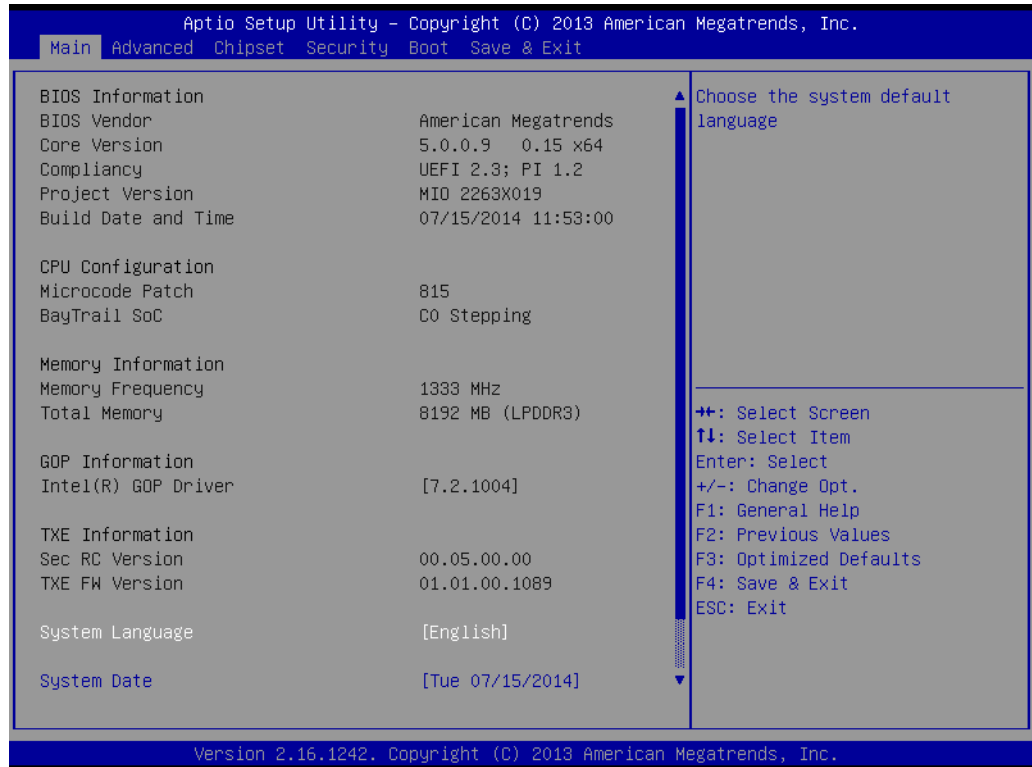 Aptio Setup Utility – Copyright (C) 2013 American Megatrends, Inc.
Main Advanced Chipset Security Boot Save & Exit
BIOS Information
BIOS Vendor American Megatrends
Core Version 5.0.0.9 0.15 x64
Compliancy UEFI 2.3; PI 1.2
Project Version MIO 2263X019
Build Date and Time 07/15/2014 11:53:00
CPU Configuration
Microcode Patch 815
BayTrail SoC C0 Stepping
Memory Information
Memory Frequency 1333 MHz
Total Memory 8192 MB (LPDDR3)
GOP Information
Intel(R) GOP Driver [7.2.1004]
TXE Information
Sec RC Version 00.05.00.00
TXE FW Version 01.01.00.1089
System Language [English]
System Date [Tue 07/15/2014]
Choose the system default
language
→←: Select Screen
↑↓: Select Item
Enter: Select
+/-: Change Opt.
F1: General Help
F2: Previous Values
F3: Optimized Defaults
F4: Save & Exit
ESC: Exit
Version 2.16.1242. Copyright (C) 2013 American Megatrends, Inc.